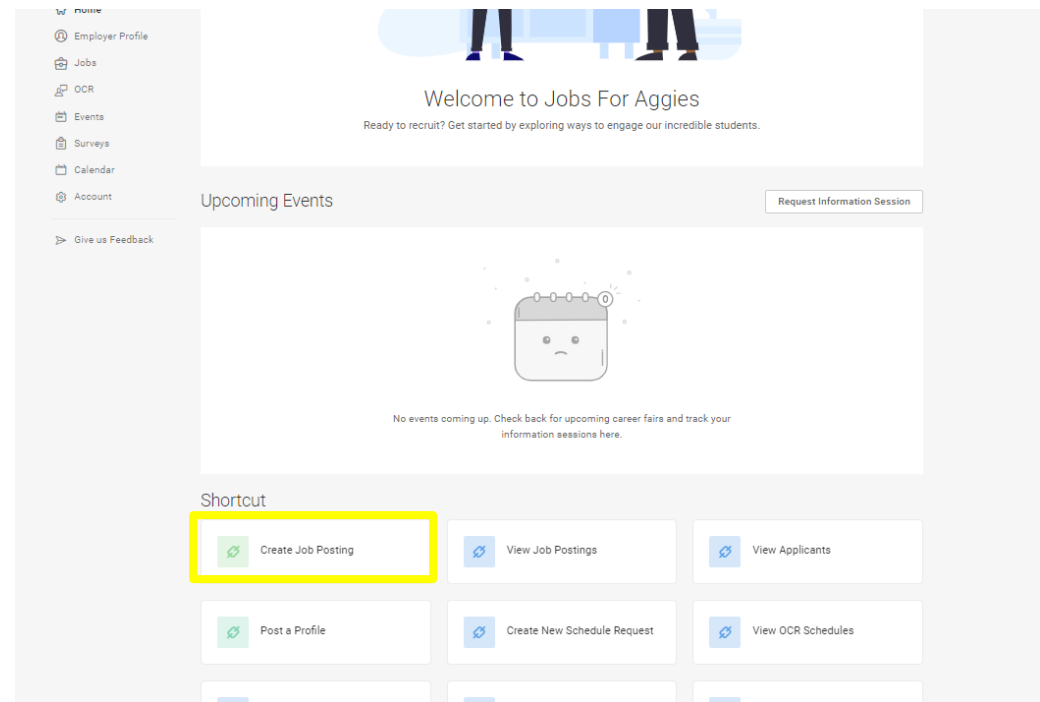 Home
Employer Profile
Jobs
OCR
Events
Surveys
Calendar
Account
Give us Feedback
Welcome to Jobs For Aggies
Ready to recruit? Get started by exploring ways to engage our incredible students.
Upcoming Events
Request Information Session
0
No events coming up. Check back for upcoming career fairs and track your
information sessions here.
Shortcut
Create Job Posting
View Job Postings
View Applicants
Post a Profile
Create New Schedule Request
View OCR Schedules